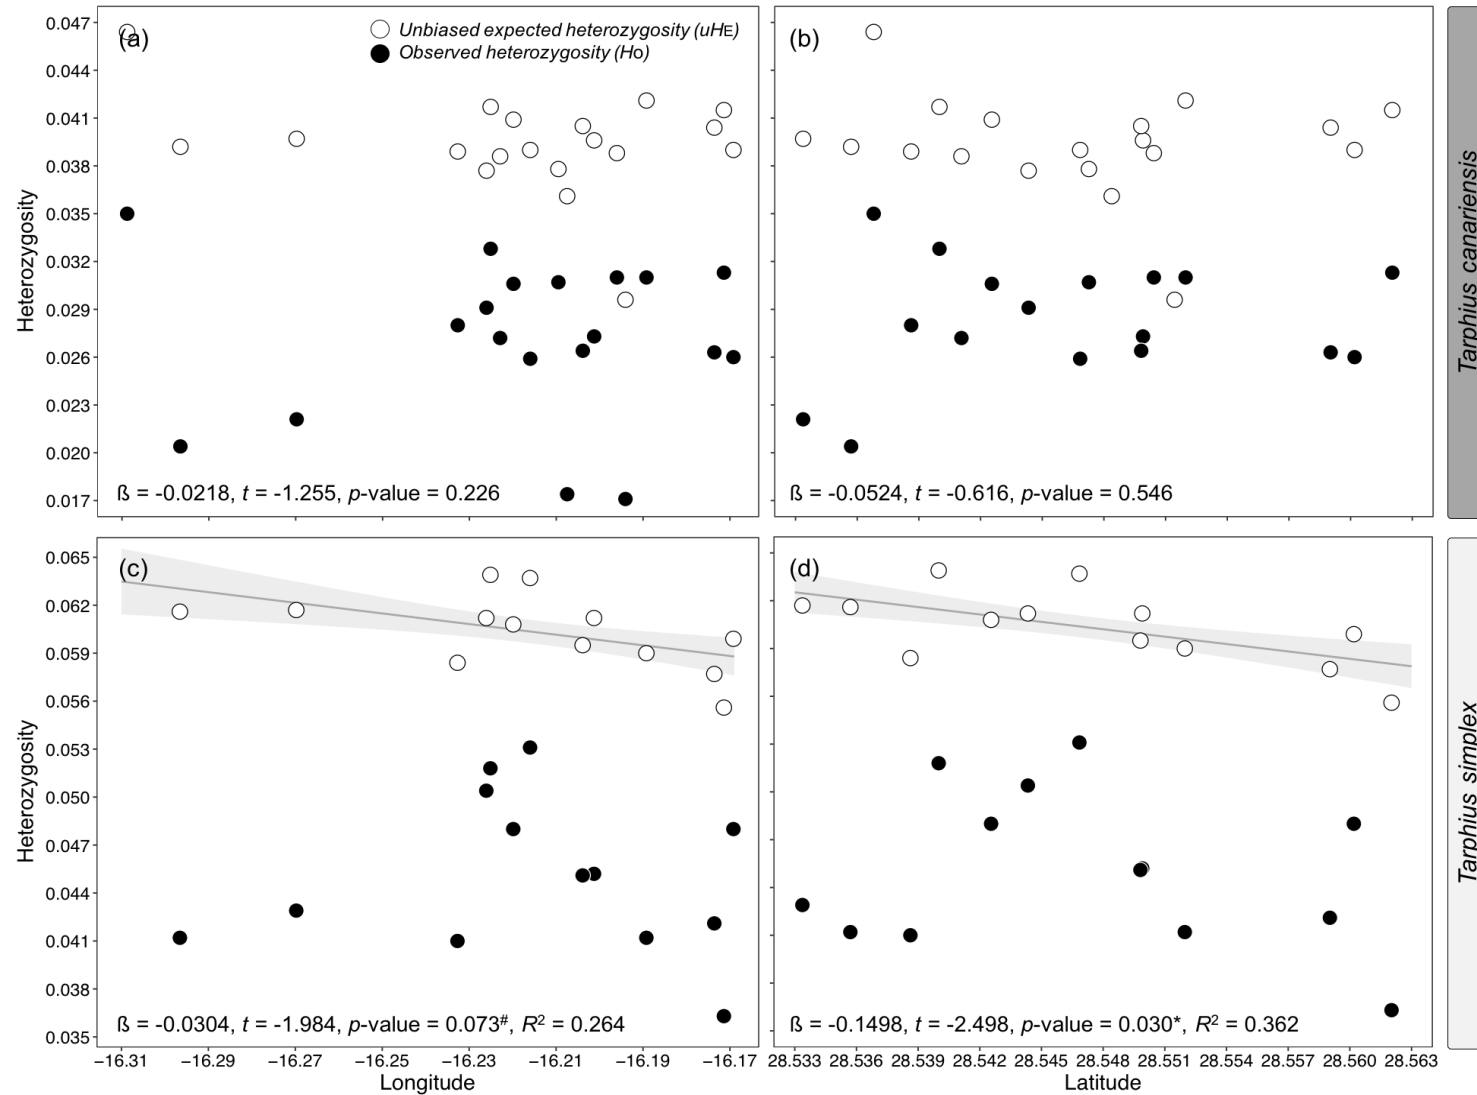 (a)
Unbiased expected heterozygosity (uHE)
Observed heterozygosity (Ho)
0.047
0.044
0.041
0.038
0.035
0.032
0.029
0.026
0.023
0.020
0.017
Heterozygosity
ß = -0.0218, t = -1.255, p-value = 0.226
(b)
ß = -0.0524, t = -0.616, p-value = 0.546
Tarphius canariensis
(c)
0.065
0.062
0.059
0.056
0.053
0.050
0.047
0.044
0.041
0.038
0.035
Heterozygosity
ß = -0.0304, t = -1.984, p-value = 0.073#, R² = 0.264
−16.31 −16.29 −16.27 −16.25 −16.23 −16.21 −16.19 −16.17
Longitude
(d)
ß = -0.1498, t = -2.498, p-value = 0.030*, R² = 0.362
28.533 28.536 28.539 28.542 28.545 28.548 28.551 28.554 28.557 28.560 28.563
Latitude
Tarphius simplex